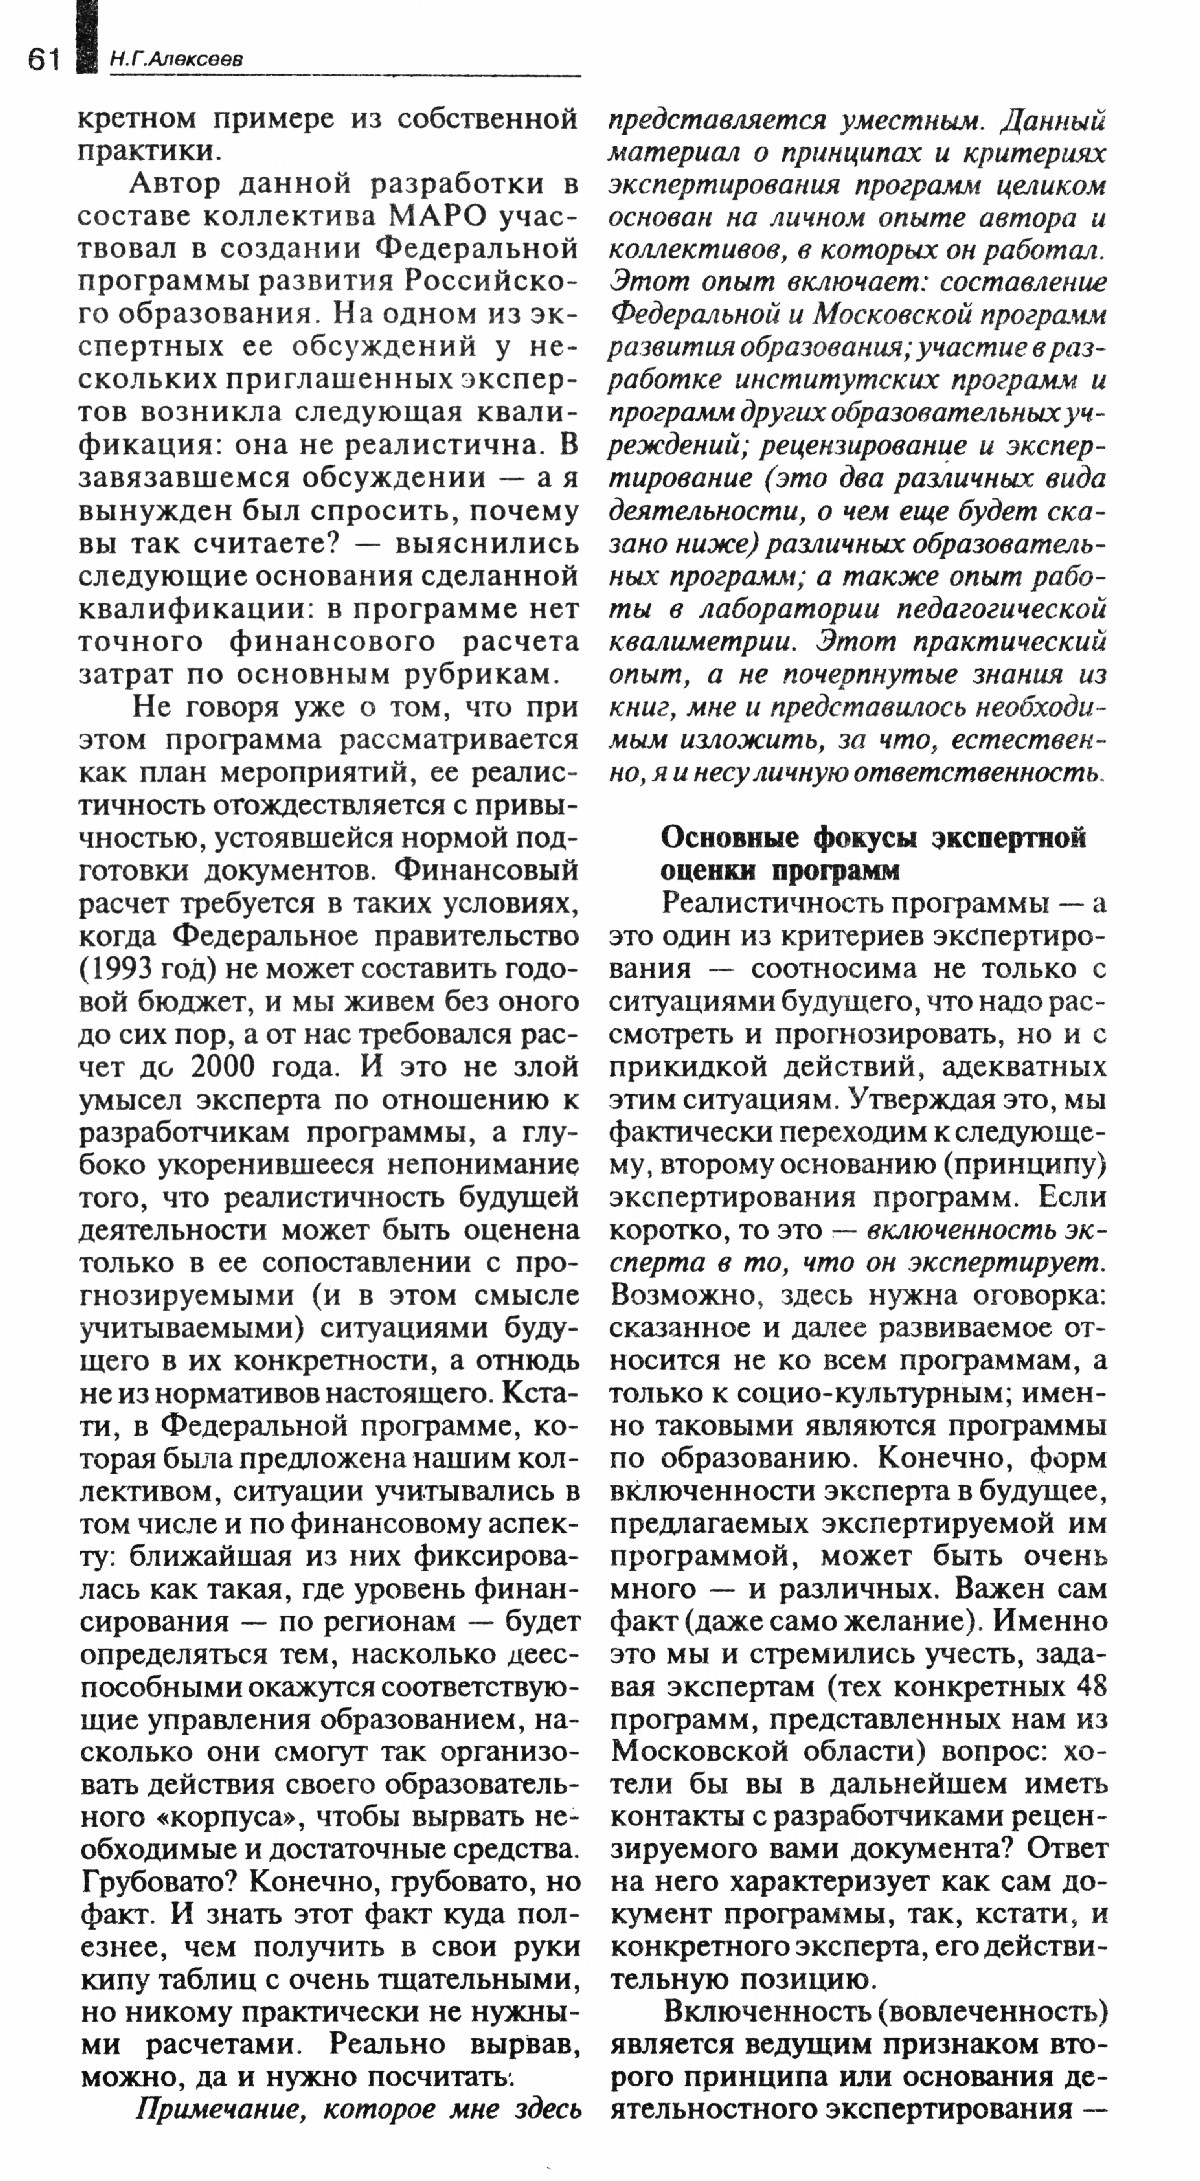 61
Н.Г.Алексеев
кретном примере из собственной
практики.
Автор данной разработки в
составе коллектива МАРО учас-
твовал в создании Федеральной
программы развития Российско-
го образования. На одном из эк-
спертных ее обсуждений у не-
скольких приглашенных экспер-
тов возникла следующая квали-
фикация: она не реалистична. В
завязавшемся обсуждении — а я
вынужден был спросить, почему
вы так считаете? — выяснились
следующие основания сделанной
квалификации: в программе нет
точного финансового расчета
затрат по основным рубрикам.
Не говоря уже о том, что при
этом программа рассматривается
как план мероприятий, ее реалис-
тичность отождествляется с привы-
чностью, устоявшейся нормой под-
готовки документов. Финансовый
расчет требуется в таких условиях,
когда Федеральное правительство
(1993 год) не может составить годо-
вой бюджет, и мы живем без оного
до сих пор, а от нас требовался рас-
чет до 2000 года. И это не злой
умысел эксперта по отношению к
разработчикам программы, а глу-
боко укоренившееся непонимание
того, что реалистичность будущей
деятельности может быть оценена
только в ее сопоставлении с про-
гнозируемыми (и в этом смысле
учитываемыми) ситуациями буду-
щего в их конкретности, а отнюдь
не из нормативов настоящего. Кста-
ти, в Федеральной программе, ко-
торая была предложена нашим кол-
лективом, ситуации учитывались в
том числе и по финансовому аспек-
ту: ближайшая из них фиксирова-
лась как такая, где уровень финан-
сирования — по регионам — будет
определяться тем, насколько деес-
пособными окажутся соответствую-
щие управления образованием, на-
сколько они смогут так организо-
вать действия своего образователь-
ного «корпуса», чтобы вырвать не-
обходимые и достаточные средства.
Грубовато? Конечно, грубовато, но
факт. И знать этот факт куда пол-
езнее, чем получить в свои руки
кипу таблиц с очень тщательными,
но никому практически не нужны-
ми расчетами. Реально вырвав,
можно, да и нужно посчитать.
Примечание, которое мне здесь
представляется уместным. Данный
материал о принципах и критериях
экспертирования программ целиком
основан на личном опыте автора и
коллективов, в которых он работал.
Этот опыт включает: составление
Федеральной и Московской программ
развития образования; участие в раз-
работке институтских программ и
программ других образовательных уч-
реждений; рецензирование и экспер-
тирование (это два различных вида
деятельности, о чем еще будет ска-
зано ниже) различных образователь-
ных программ; а также опыт рабо-
ты в лаборатории педагогической
квалиметрии. Этот практический
опыт, а не почерпнутые знания из
книг, мне и представилось необходи-
мым изложить, за что, естествен-
но, я и несу личную ответственность.
Основные фокусы экспертной
оценки программ
Реалистичность программы — а
это один из критериев экспертиро-
вания — соотносима не только с
ситуациями будущего, что надо рас-
смотреть и прогнозировать, но и с
прикидкой действий, адекватных
этим ситуациям. Утверждая это, мы
фактически переходим к следующе-
му, второму основанию (принципу)
экспертирования программ. Если
коротко, то это — включенность эк-
сперта в то, что он экспертирует.
Возможно, здесь нужна оговорка:
сказанное и далее развиваемое от-
носится не ко всем программам, а
только к социо-культурным; имен-
но таковыми являются программы
по образованию. Конечно, форм
включенности эксперта в будущее,
предлагаемых экспертируемой им
программой, может быть очень
много — и различных. Важен сам
факт (даже само желание). Именно
это мы и стремились учесть, зада-
вая экспертам (тех конкретных 48
программ, представленных нам из
Московской области) вопрос: хо-
тели бы вы в дальнейшем иметь
контакты с разработчиками рецен-
зируемого вами документа? Ответ
на него характеризует как сам до-
кумент программы, так, кстати, и
конкретного эксперта, его действи-
тельную позицию.
Включенность (вовлеченность)
является ведущим признаком вто-
рого принципа или основания де-
ятельностного экспертирования —